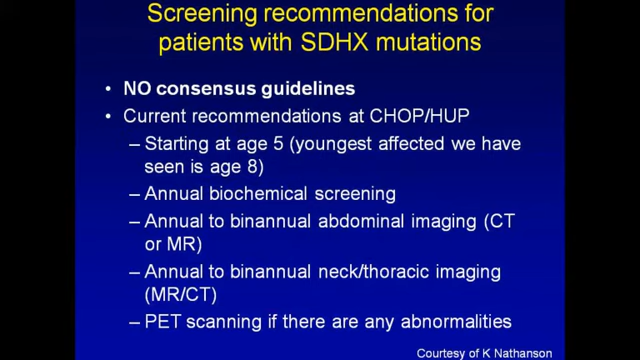 Screening recommendations for
patients with SDHX mutations
• NO consensus guidelines
• Current recommendations at CHOP/HUP
– Starting at age 5 (youngest affected we have
seen is age 8)
– Annual biochemical screening
– Annual to binannual abdominal imaging (CT
or MR)
– Annual to binannual neck/thoracic imaging
(MR/CT)
– PET scanning if there are any abnormalities
Courtesy of K Nathanson